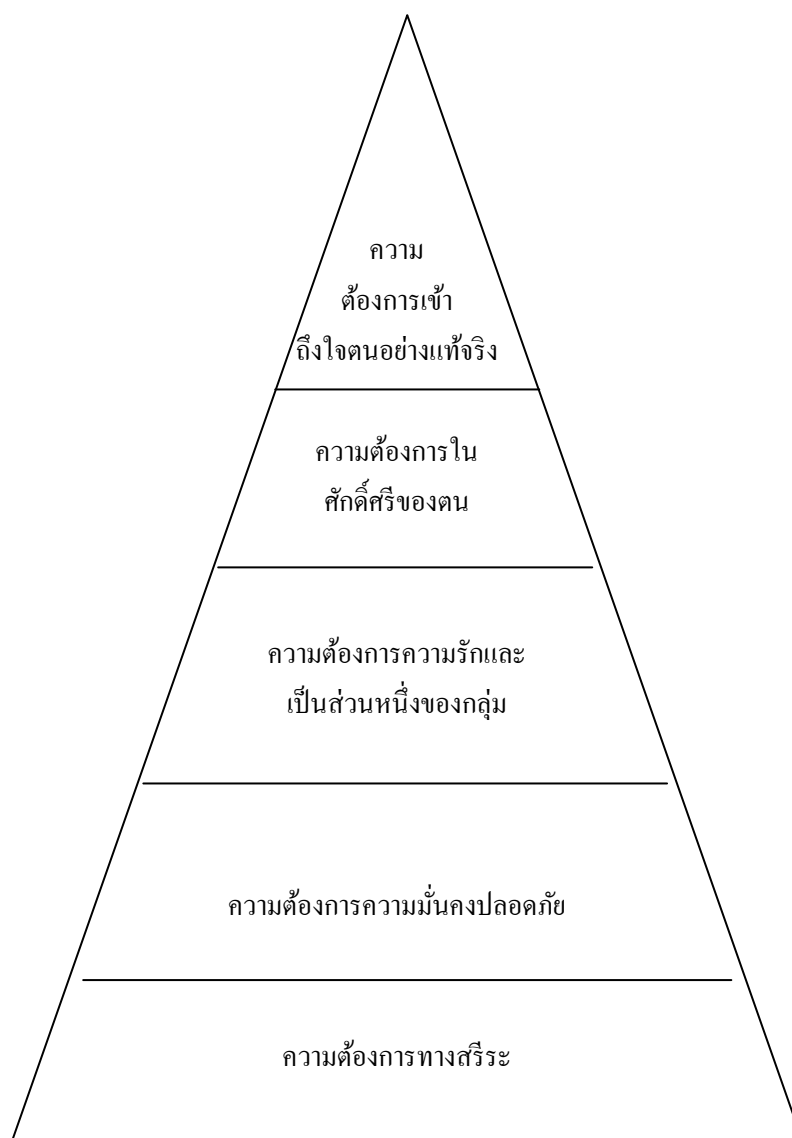 ความ
ต้องการเข้า
ถึงใจตนอย่างแท้จริง
ความต้องการใน
ศักดิ์ศรีของตน
ความต้องการความรักและ
เป็นส่วนหนึ่งของกลุ่ม
ความต้องการความมั่นคงปลอดภัย
ความต้องการทางสรีระ